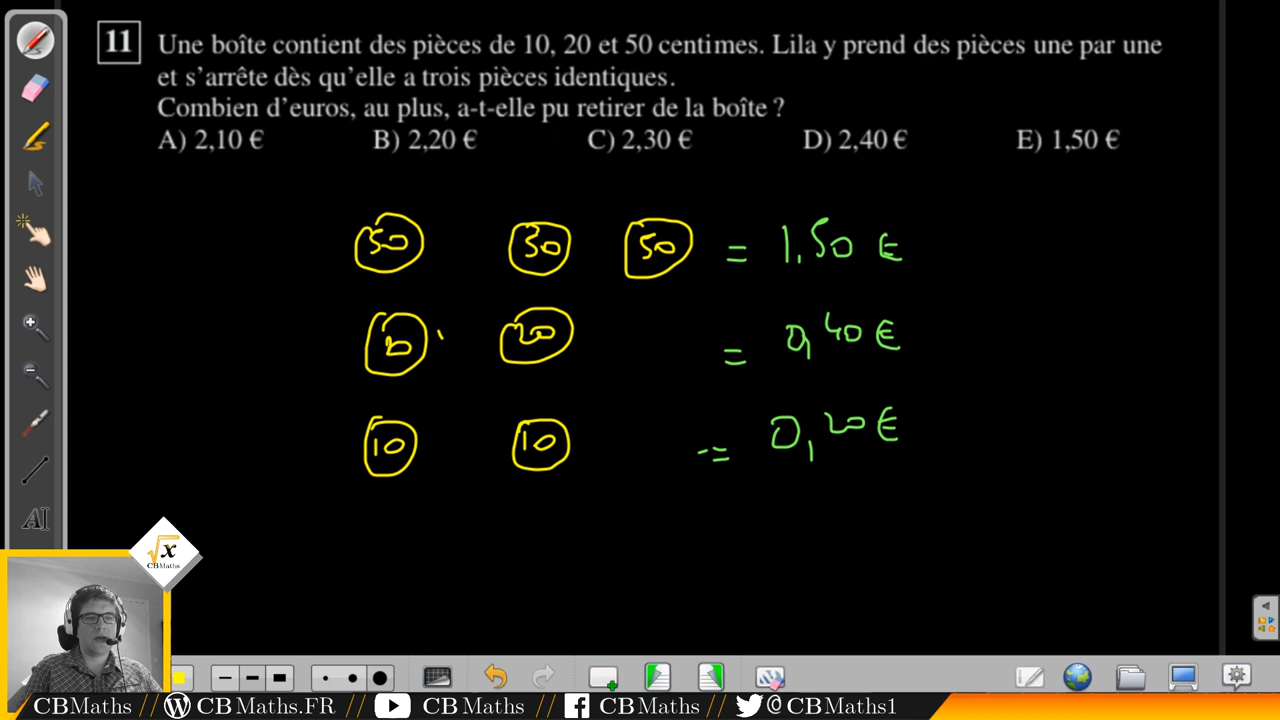 11 Une boîte contient des pièces de 10, 20 et 50 centimes. Lila y prend des pièces une par une
et s'arrête dès qu'elle a trois pièces identiques.
Combien d'euros, au plus, a-t-elle pu retirer de la boîte ?
A) 2,10 € B) 2,20 € C) 2,30 € D) 2,40 € E) 1,50 €
50 50 50 = 1,50 €
20 20 = 0,40 €
10 10 = 0,20 €
AI
√x
CBMaths
CBMaths CBMaths.FR CBMaths CBMaths @CBMaths1